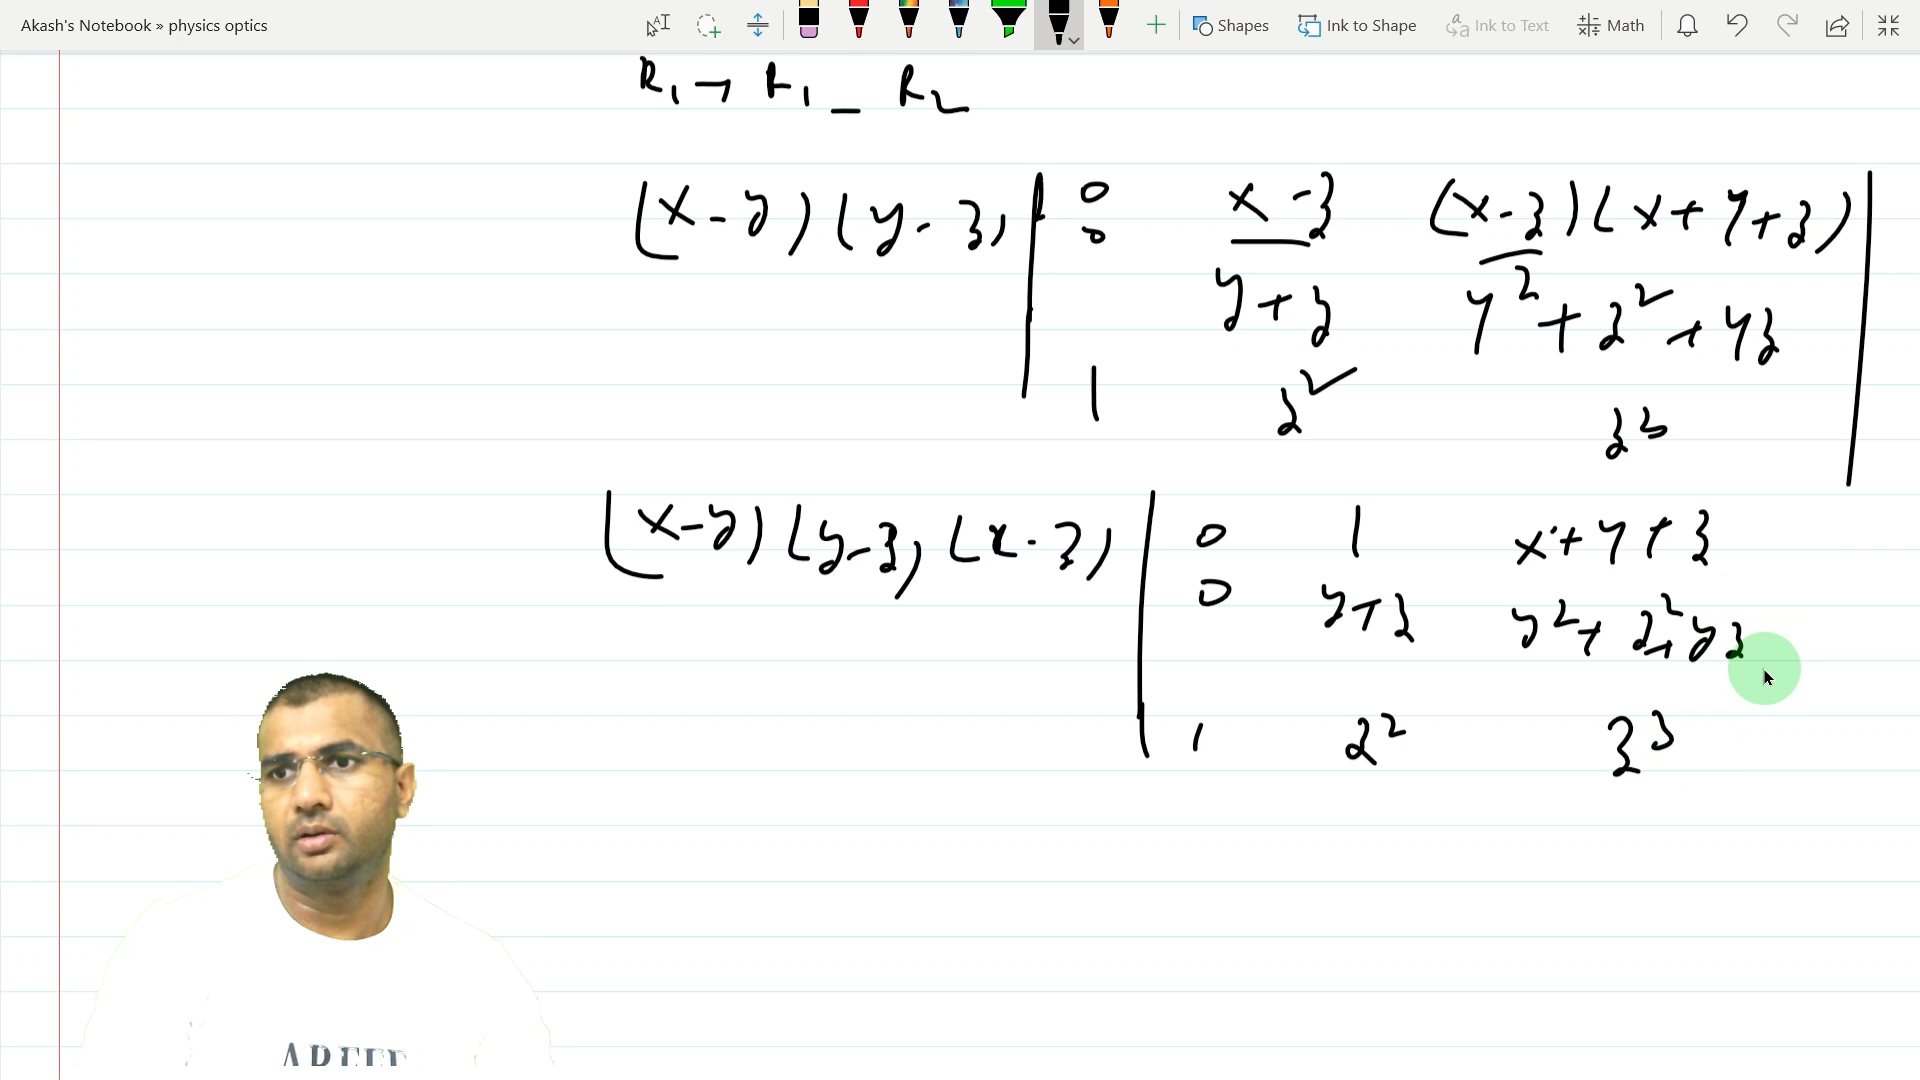 Akash's Notebook » physics optics
Shapes Ink to Shape Ink to Text Math
R₁ → R₁ - R₂
(x-y)(y-z) | 0 x-z (x-z)(x+y+z) |
0 y+z y²+z²+yz
1 z² z³
(x-y)(y-z)(x-z) | 0 1 x+y+z
0 y+z y²+z²+yz
1 z² z³